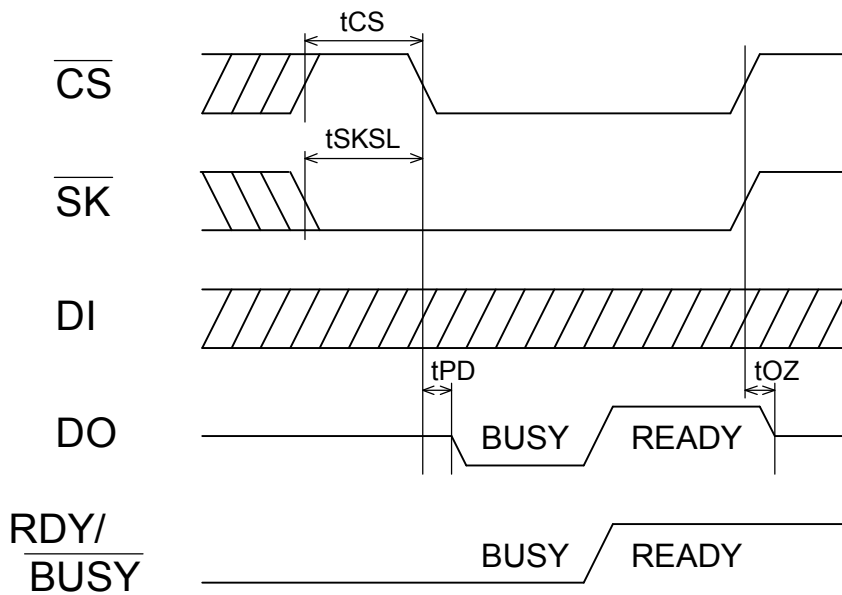 tCS
CS
tSKSL
SK
DI
tPD
tOZ
DO
BUSY READY
RDY/
BUSY
BUSY READY